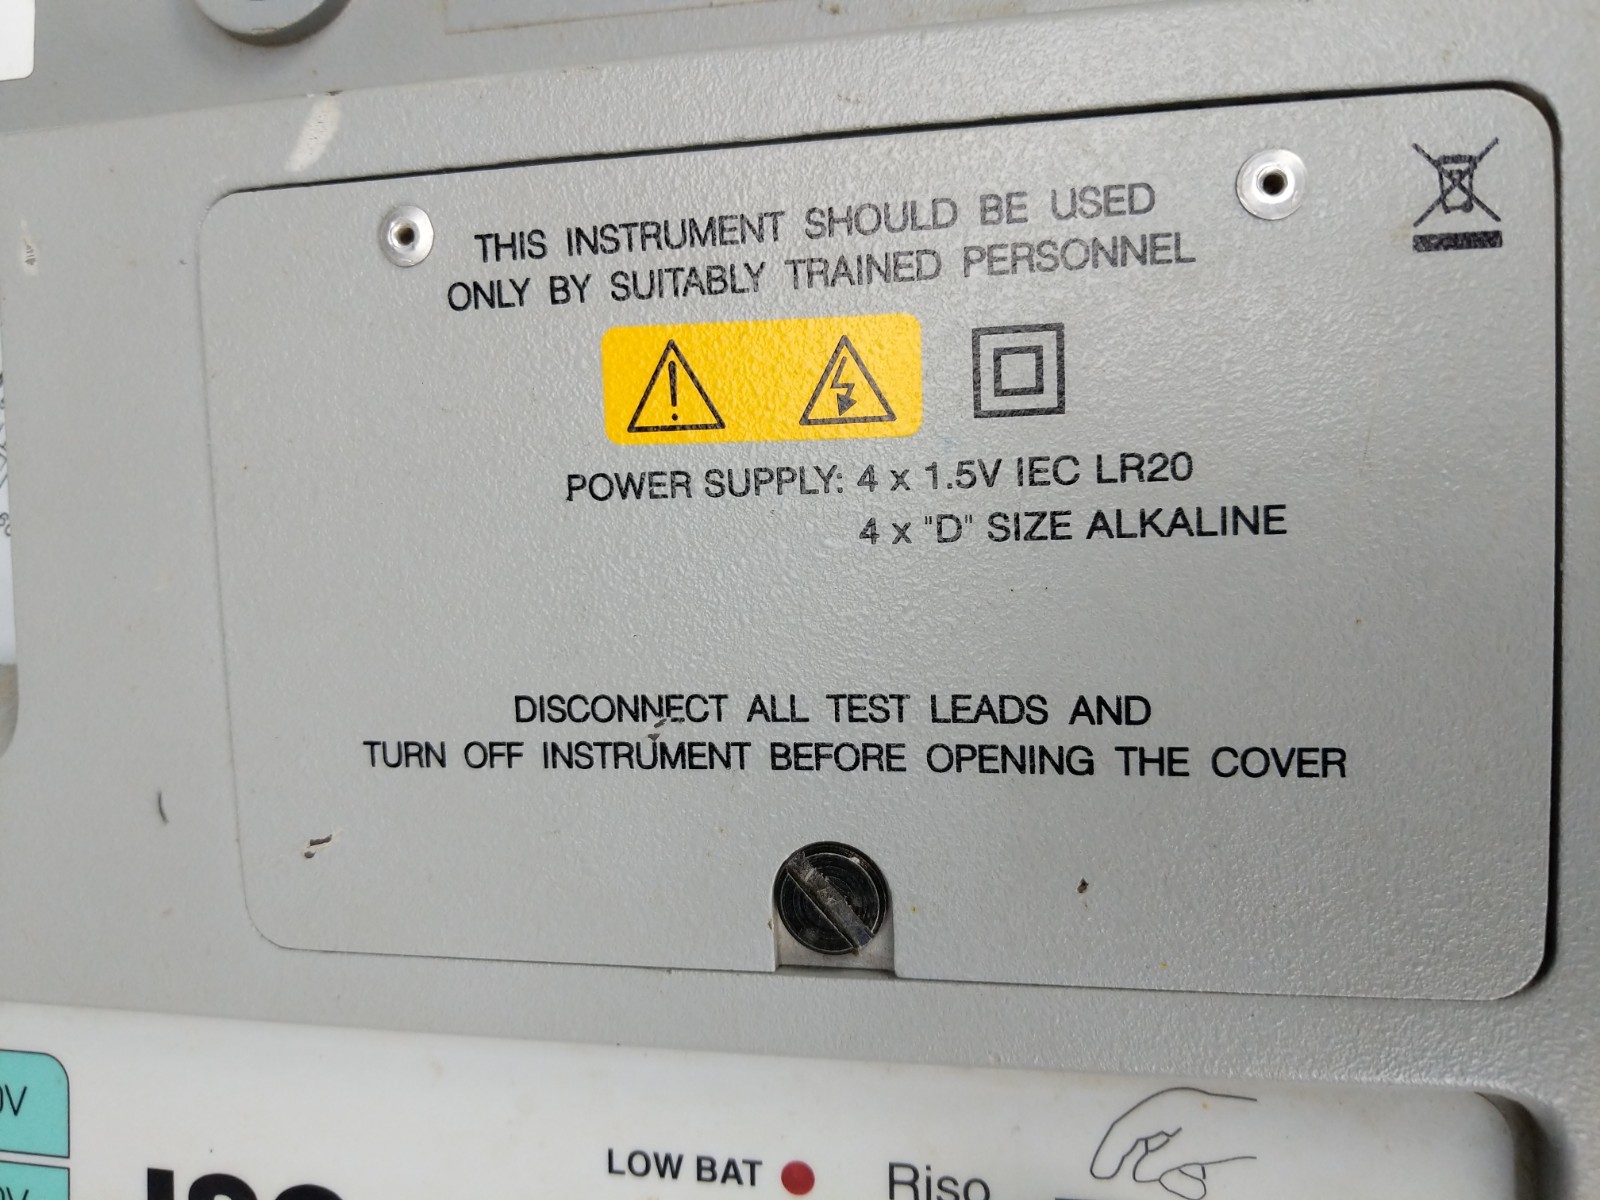 THIS INSTRUMENT SHOULD BE USED
ONLY BY SUITABLY TRAINED PERSONNEL
POWER SUPPLY: 4 x 1.5V IEC LR20
4 x "D" SIZE ALKALINE
DISCONNECT ALL TEST LEADS AND
TURN OFF INSTRUMENT BEFORE OPENING THE COVER
LOW BAT
Riso